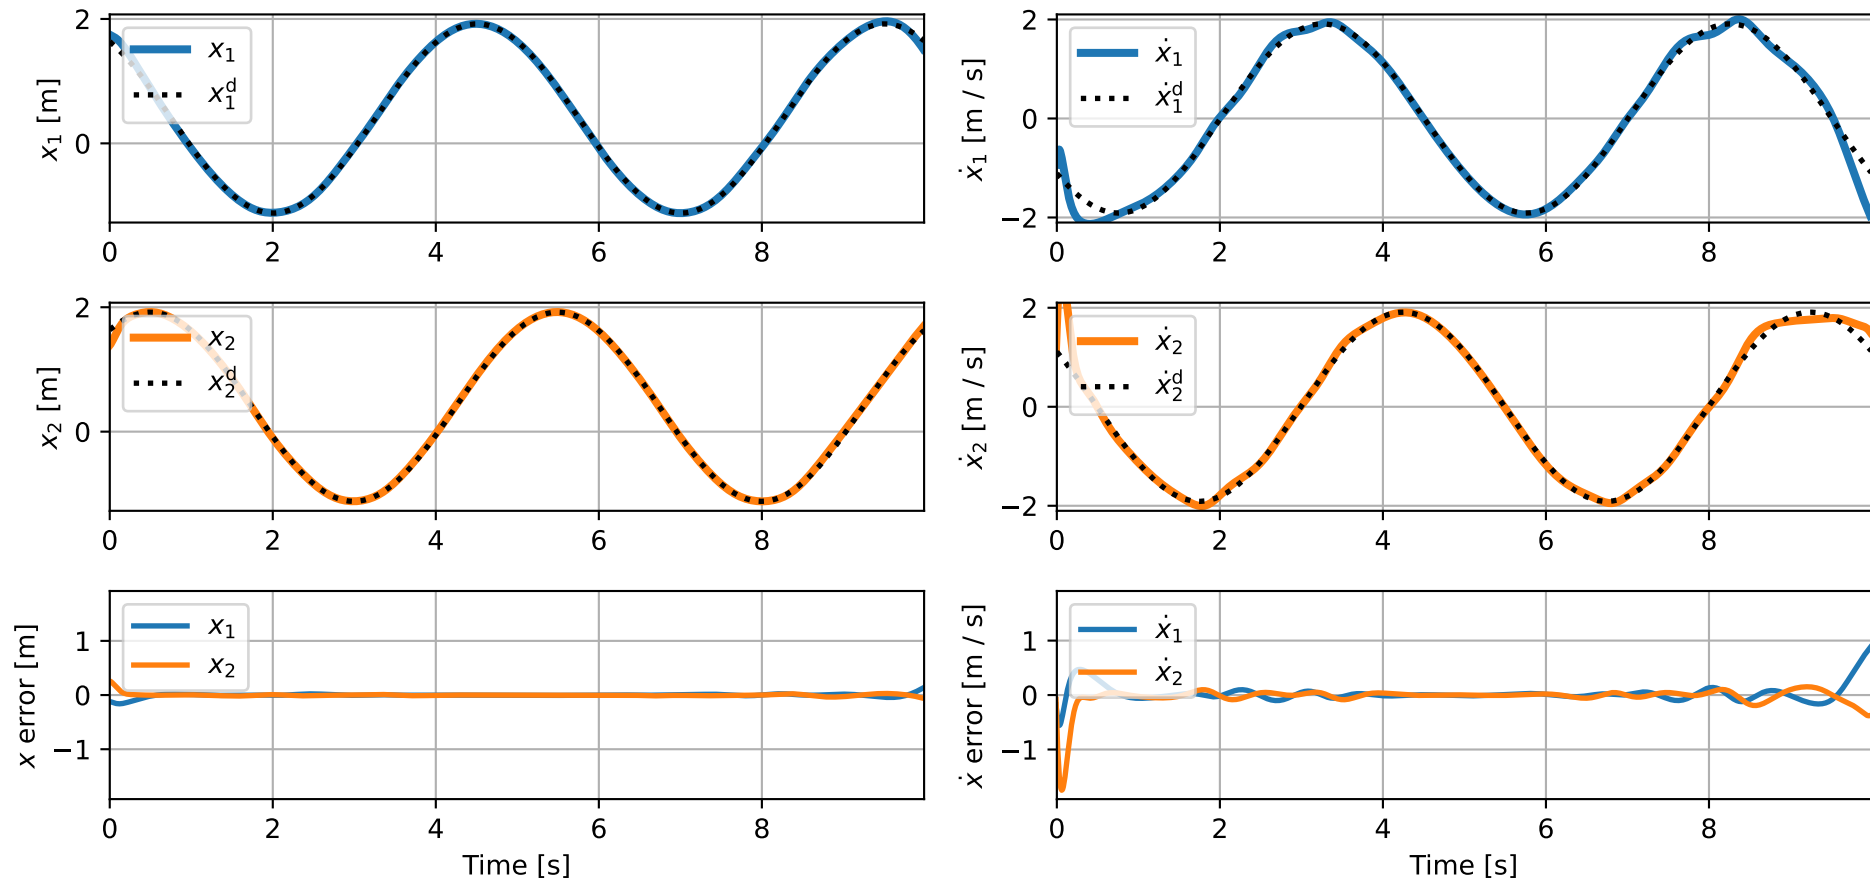 x₁ [m]
2
0
x₁
x₁ᵈ
0 2 4 6 8
ẋ₁ [m / s]
2
0
−2
ẋ₁
ẋ₁ᵈ
0 2 4 6 8
x₂ [m]
2
0
x₂
x₂ᵈ
0 2 4 6 8
ẋ₂ [m / s]
2
0
−2
ẋ₂
ẋ₂ᵈ
0 2 4 6 8
x error [m]
1
0
−1
x₁
x₂
0 2 4 6 8
Time [s]
ẋ error [m / s]
1
0
−1
ẋ₁
ẋ₂
0 2 4 6 8
Time [s]